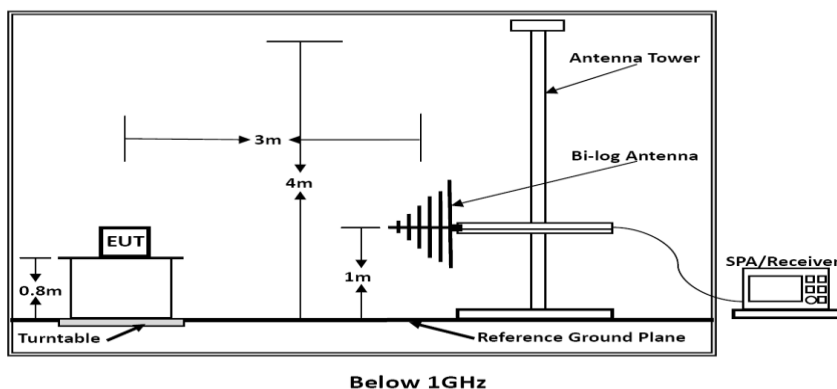 Antenna Tower
3m
Bi-log Antenna
4m
EUT
SPA/Receiver
0.8m
1m
Turntable
Reference Ground Plane
Below 1GHz